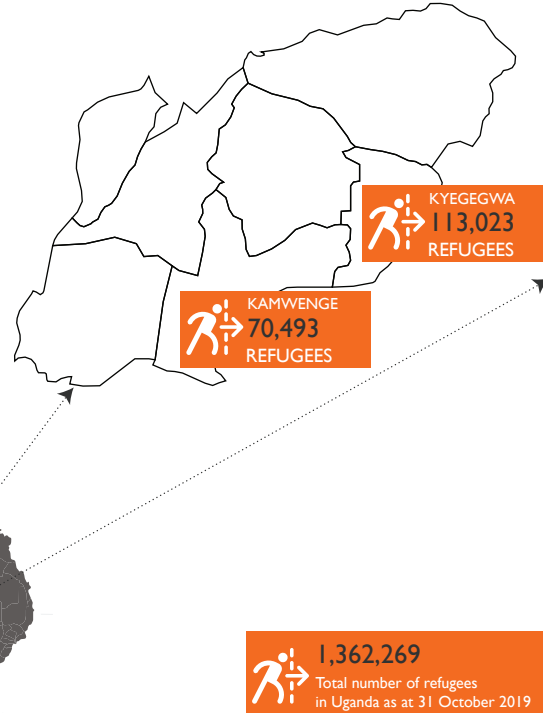 KYEGEGWA
113,023
REFUGEES
KAMWENGE
70,493
REFUGEES
1,362,269
Total number of refugees
in Uganda as at 31 October 2019